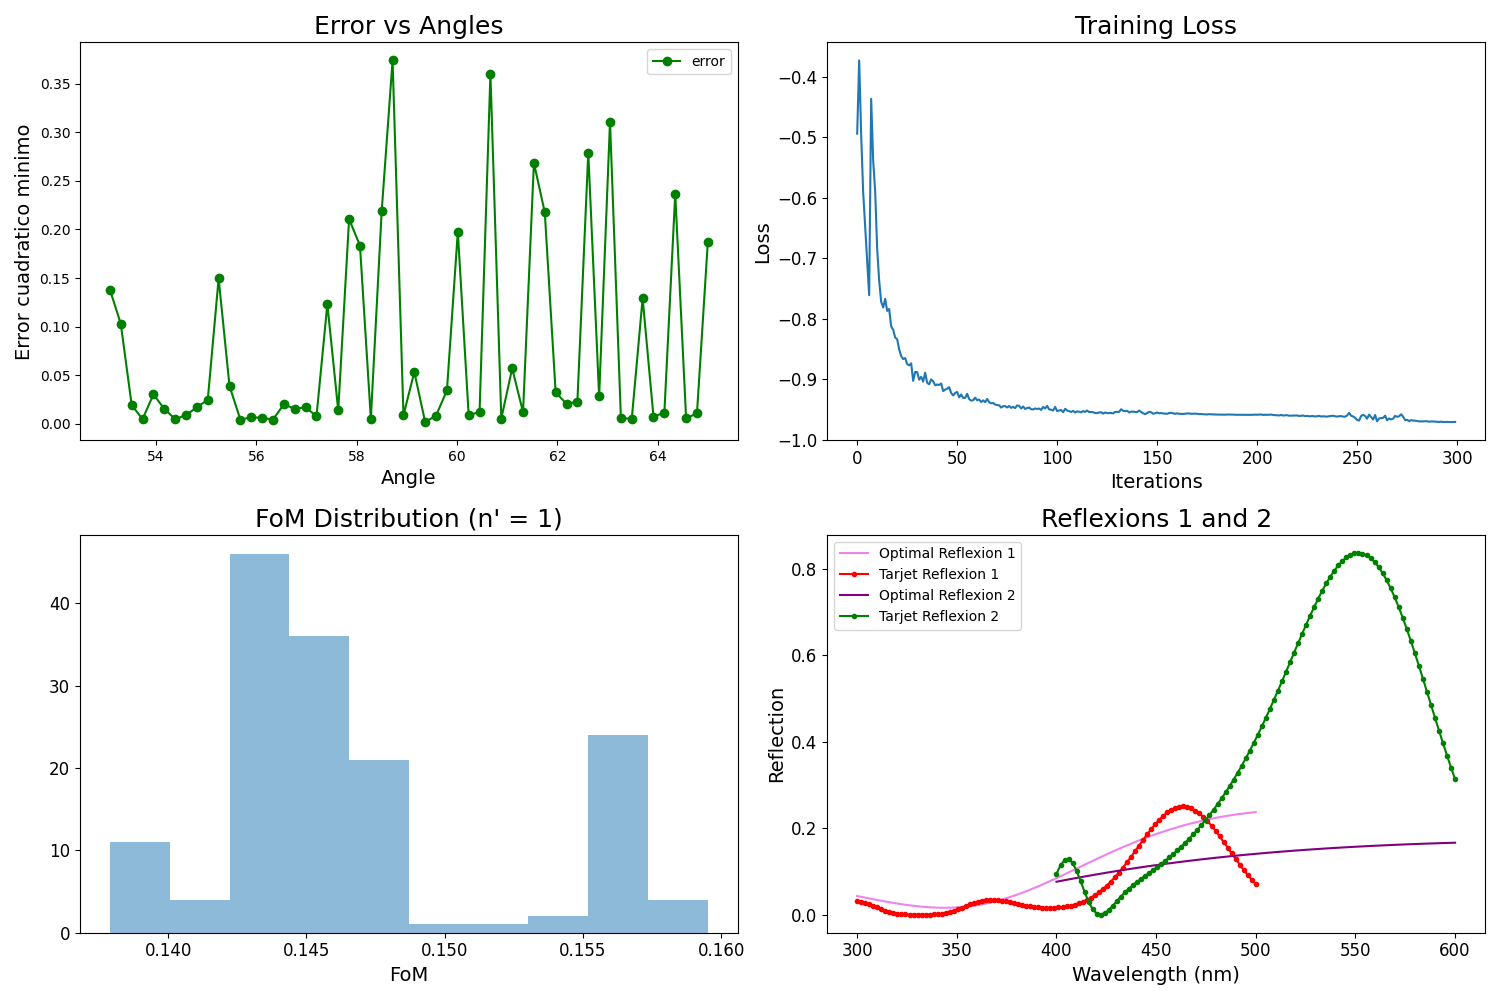 Error vs Angles
error
Error cuadratico minimo
0.35
0.30
0.25
0.20
0.15
0.10
0.05
0.00
54 56 58 60 62 64
Angle
Training Loss
Loss
−0.4
−0.5
−0.6
−0.7
−0.8
−0.9
−1.0
0 50 100 150 200 250 300
Iterations
FoM Distribution (n' = 1)
40
30
20
10
0
0.140 0.145 0.150 0.155 0.160
FoM
Reflexions 1 and 2
Optimal Reflexion 1
Tarjet Reflexion 1
Optimal Reflexion 2
Tarjet Reflexion 2
Reflection
0.8
0.6
0.4
0.2
0.0
300 350 400 450 500 550 600
Wavelength (nm)